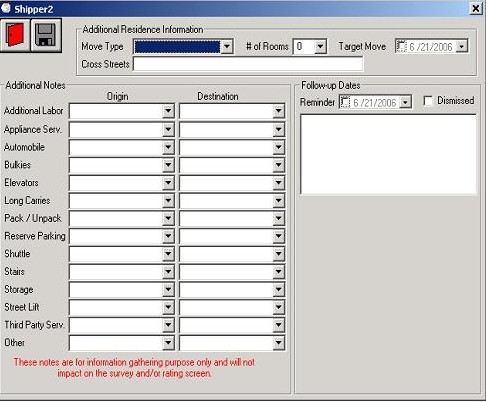 Shipper2
Additional Residence Information
Move Type # of Rooms 0 Target Move 6 /21/2006
Cross Streets
Additional Notes
Origin Destination
Additional Labor
Appliance Serv.
Automobile
Bulkies
Elevators
Long Carries
Pack / Unpack
Reserve Parking
Shuttle
Stairs
Storage
Street Lift
Third Party Serv.
Other
These notes are for information gathering purpose only and will not
impact on the survey and/or rating screen.
Follow-up Dates
Reminder 6 /21/2006 Dismissed